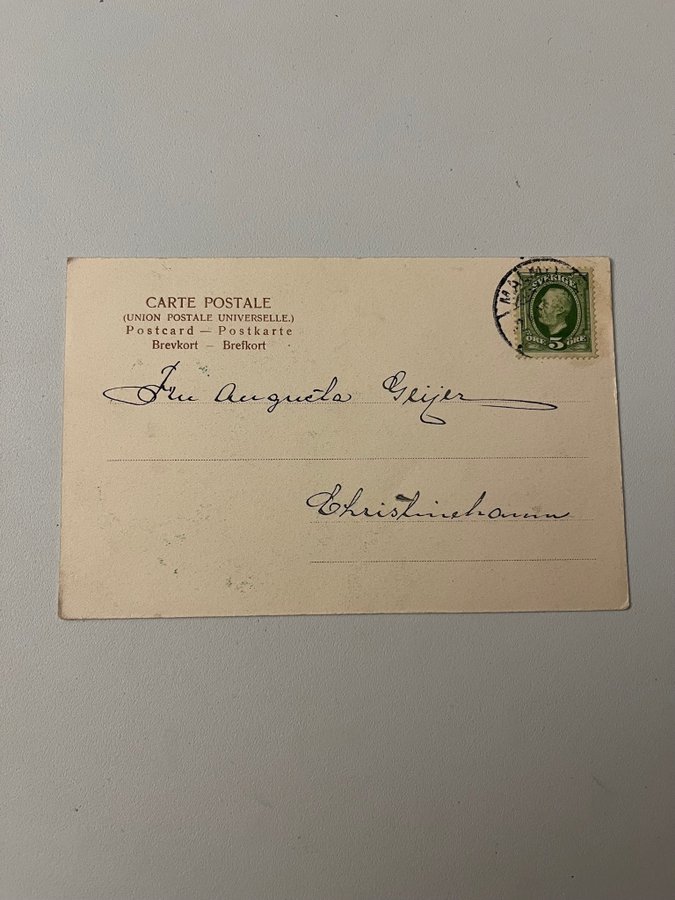 CARTE POSTALE
(UNION POSTALE UNIVERSELLE.)
Postcard — Postkarte
Brevkort — Brefkort
SVERIGE
ÖRE 5 ÖRE
Fru Augusta Geijer
Christinehamn